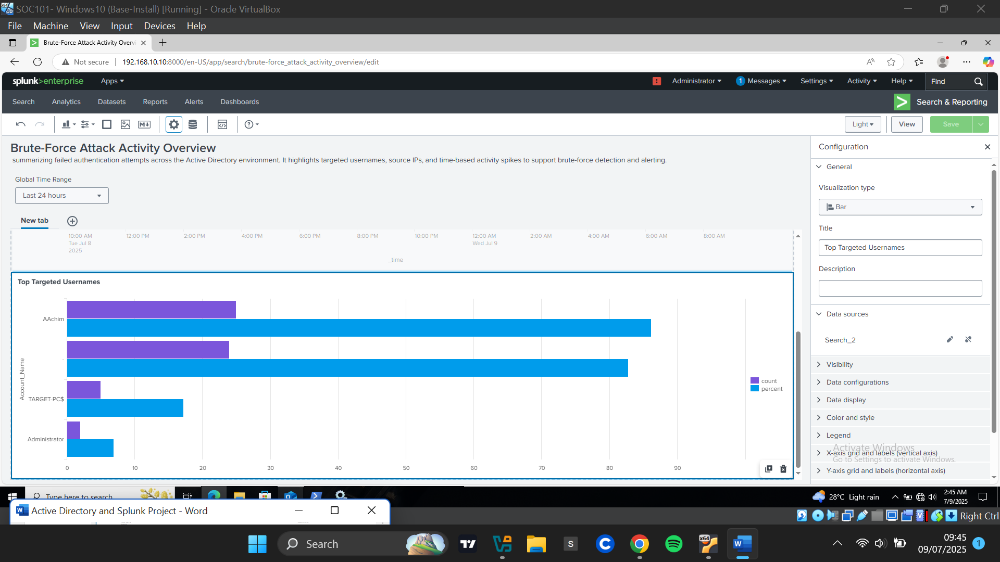 SOC101- Windows10 (Base-Install) [Running] - Oracle VirtualBox
File Machine View Input Devices Help
Brute-Force Attack Activity Overvi
Not secure 192.168.10.10:8000/en-US/app/search/brute-force_attack_activity_overview/edit
splunk>enterprise Apps ! Administrator 1 Messages Settings Activity Help Find
Search Analytics Datasets Reports Alerts Dashboards Search & Reporting
Light View Save
Brute-Force Attack Activity Overview
summarizing failed authentication attempts across the Active Directory environment. It highlights targeted usernames, source IPs, and time-based activity spikes to support brute-force detection and alerting.
Global Time Range
Last 24 hours
New tab
10:00 AM 12:00 PM 2:00 PM 4:00 PM 6:00 PM 8:00 PM 10:00 PM 12:00 AM 2:00 AM 4:00 AM 6:00 AM 8:00 AM
Tue Jul 8 Wed Jul 9
2025
_time
Top Targeted Usernames
Account_Name
AAchim
-
TARGET-PC$
Administrator
count
percent
0 10 20 30 40 50 60 70 80 90
Configuration
General
Visualization type
Bar
Title
Top Targeted Usernames
Description
Data sources
Search_2
Visibility
Data configurations
Data display
Color and style
Legend
X-axis grid and labels (vertical axis)
Y-axis grid and labels (horizontal axis)
Activate Windows
Go to Settings to activate Windows.
Type here to search
28°C Light rain 2:45 AM
7/9/2025
Active Directory and Splunk Project - Word
Right Ctrl
Search
09:45
09/07/2025
1